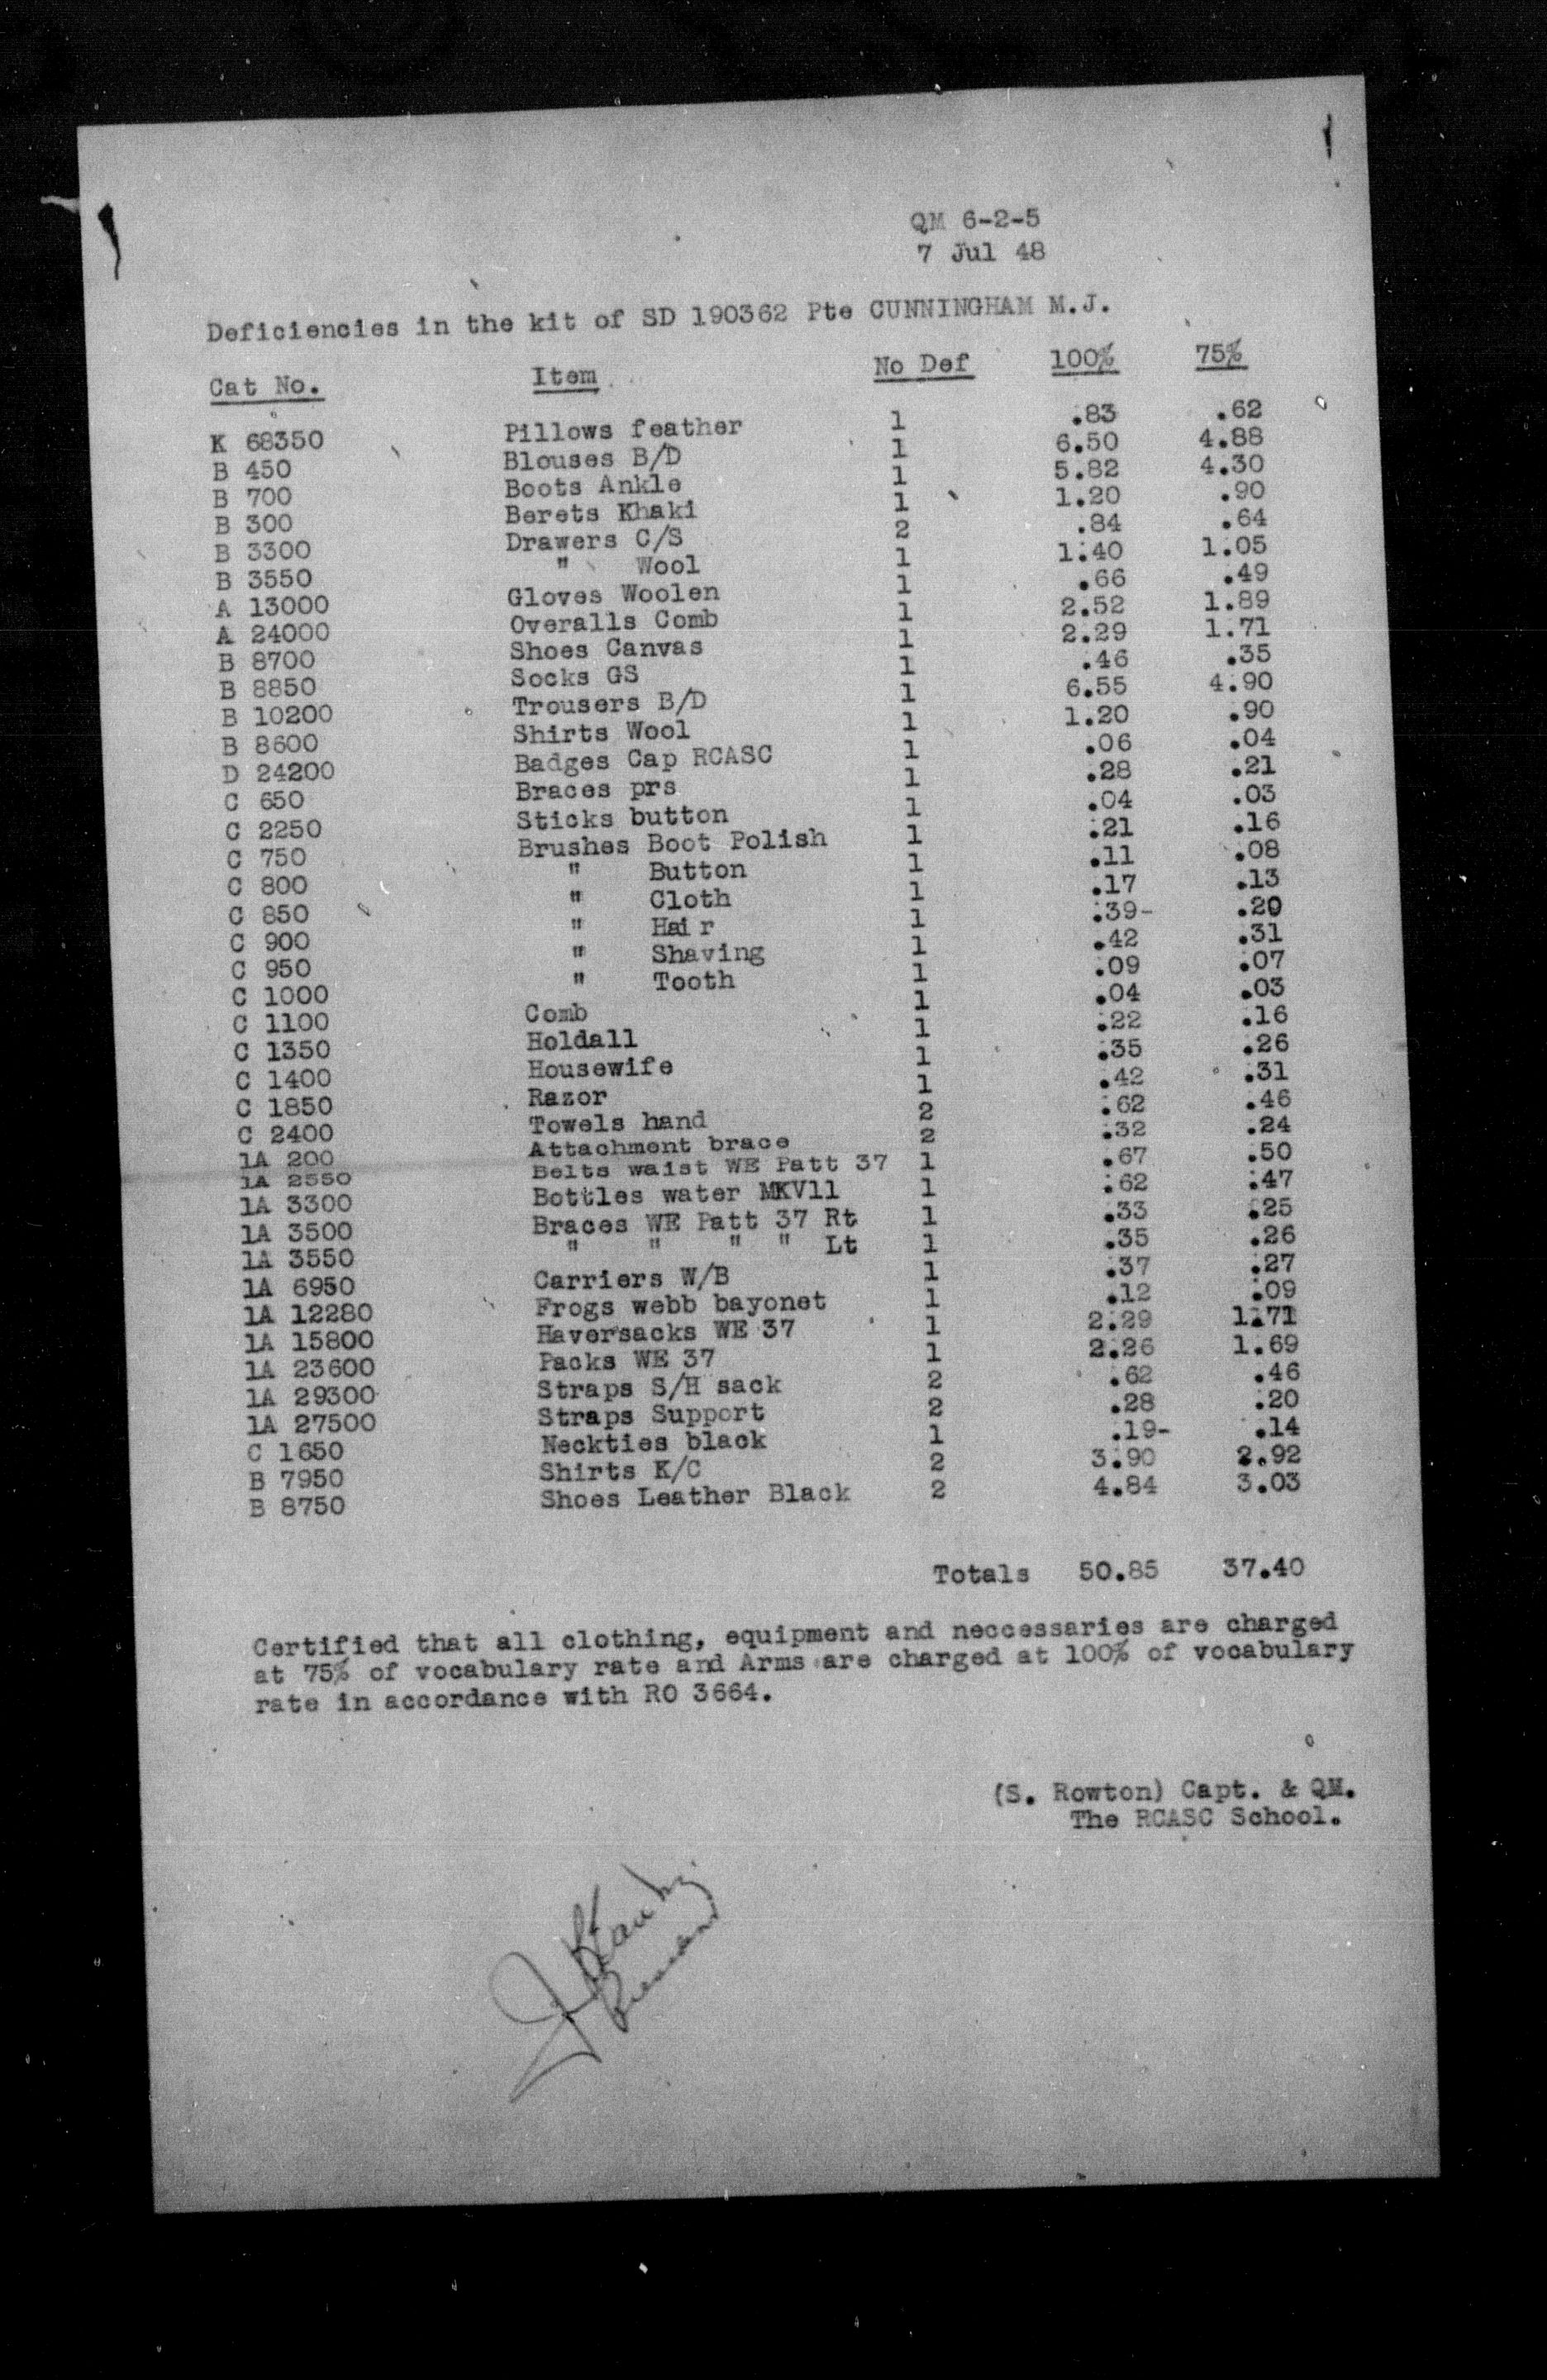 QM 6-2-5
7 Jul 48
Deficiencies in the kit of SD 190362 Pte CUNNINGHAM M.J.
Cat No. Item No Def 100% 75%
K 68350 Pillows feather 1 .83 .62
B 450 Blouses B/D 1 6.50 4.88
B 700 Boots Ankle 1 5.82 4.30
B 300 Berets Khaki 1 1.20 .90
B 3300 Drawers C/S 2 .84 .64
B 3550 " Wool 1 1.40 1.05
A 13000 Gloves Woolen 1 .66 .49
A 24000 Overalls Comb 1 2.52 1.89
B 8700 Shoes Canvas 1 2.29 1.71
B 8850 Socks GS 1 .46 .35
B 10200 Trousers B/D 1 6.55 4.90
B 8600 Shirts Wool 1 1.20 .90
D 24200 Badges Cap RCASC 1 .06 .04
C 650 Braces prs 1 .28 .21
C 2250 Sticks button 1 .04 .03
C 750 Brushes Boot Polish 1 .21 .16
C 800 " Button 1 .11 .08
C 850 " Cloth 1 .17 .13
C 900 " Hair 1 .39- .20
C 950 " Shaving 1 .42 .31
C 1000 " Tooth 1 .09 .07
C 1100 Comb 1 .04 .03
C 1350 Holdall 1 .22 .16
C 1400 Housewife 1 .35 .26
C 1850 Razor 1 .42 .31
C 2400 Towels hand 2 .62 .46
1A 200 Attachment brace 2 .32 .24
1A 2550 Belts waist WE Patt 37 1 .67 .50
1A 3300 Bottles water MKV11 1 .62 .47
1A 3500 Braces WE Patt 37 Rt 1 .33 .25
1A 3550 " " " " Lt 1 .35 .26
1A 6950 Carriers W/B 1 .37 .27
1A 12280 Frogs webb bayonet 1 .12 .09
1A 15800 Haversacks WE 37 1 2.29 1.71
1A 23600 Packs WE 37 1 2.26 1.69
1A 29300 Straps S/H sack 2 .62 .46
1A 27500 Straps Support 2 .28 .20
C 1650 Neckties black 1 .19- .14
B 7950 Shirts K/C 2 3.90 2.92
B 8750 Shoes Leather Black 2 4.84 3.03
Totals 50.85 37.40
Certified that all clothing, equipment and neccessaries are charged
at 75% of vocabulary rate and Arms are charged at 100% of vocabulary
rate in accordance with RO 3664.
(S. Rowton) Capt. & QM.
The RCASC School.